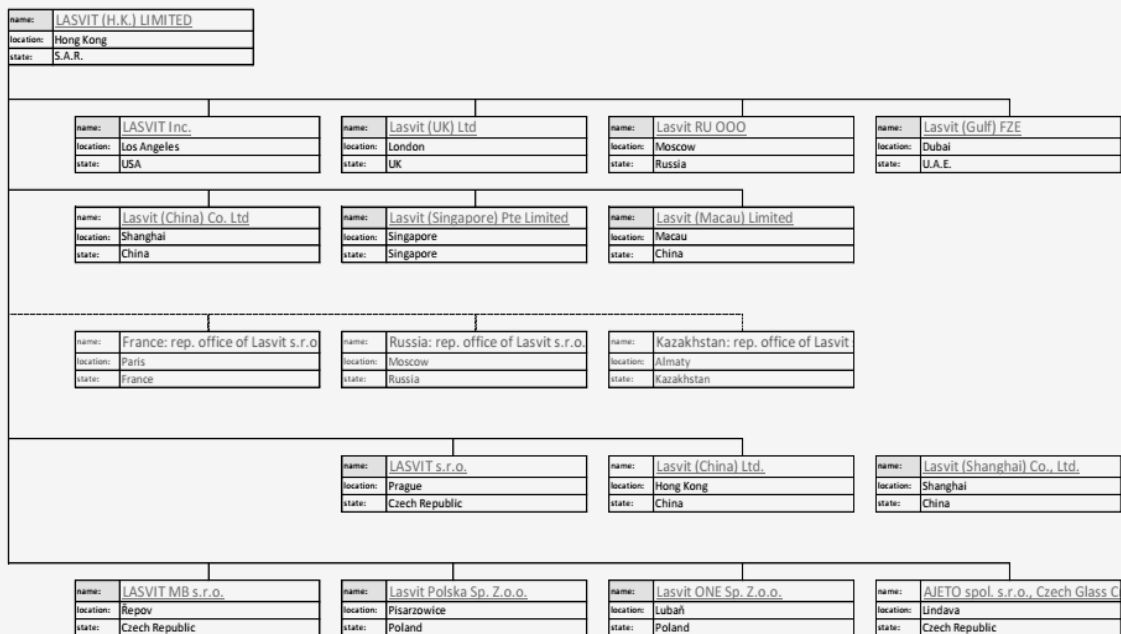 name: LASVIT (H.K.) LIMITED
location: Hong Kong
state: S.A.R.
name: LASVIT Inc.
location: Los Angeles
state: USA
name: Lasvit (UK) Ltd
location: London
state: UK
name: Lasvit RU OOO
location: Moscow
state: Russia
name: Lasvit (Gulf) FZE
location: Dubai
state: U.A.E.
name: Lasvit (China) Co. Ltd
location: Shanghai
state: China
name: Lasvit (Singapore) Pte Limited
location: Singapore
state: Singapore
name: Lasvit (Macau) Limited
location: Macau
state: China
name: France: rep. office of Lasvit s.r.o
location: Paris
state: France
name: Russia: rep. office of Lasvit s.r.o.
location: Moscow
state: Russia
name: Kazakhstan: rep. office of Lasvit
location: Almaty
state: Kazakhstan
name: LASVIT s.r.o.
location: Prague
state: Czech Republic
name: Lasvit (China) Ltd.
location: Hong Kong
state: China
name: Lasvit (Shanghai) Co., Ltd.
location: Shanghai
state: China
name: LASVIT MB s.r.o.
location: Řepov
state: Czech Republic
name: Lasvit Polska Sp. Z.o.o.
location: Pisarzowice
state: Poland
name: Lasvit ONE Sp. Z.o.o.
location: Lubaň
state: Poland
name: AJETO spol. s.r.o., Czech Glass
location: Lindava
state: Czech Republic